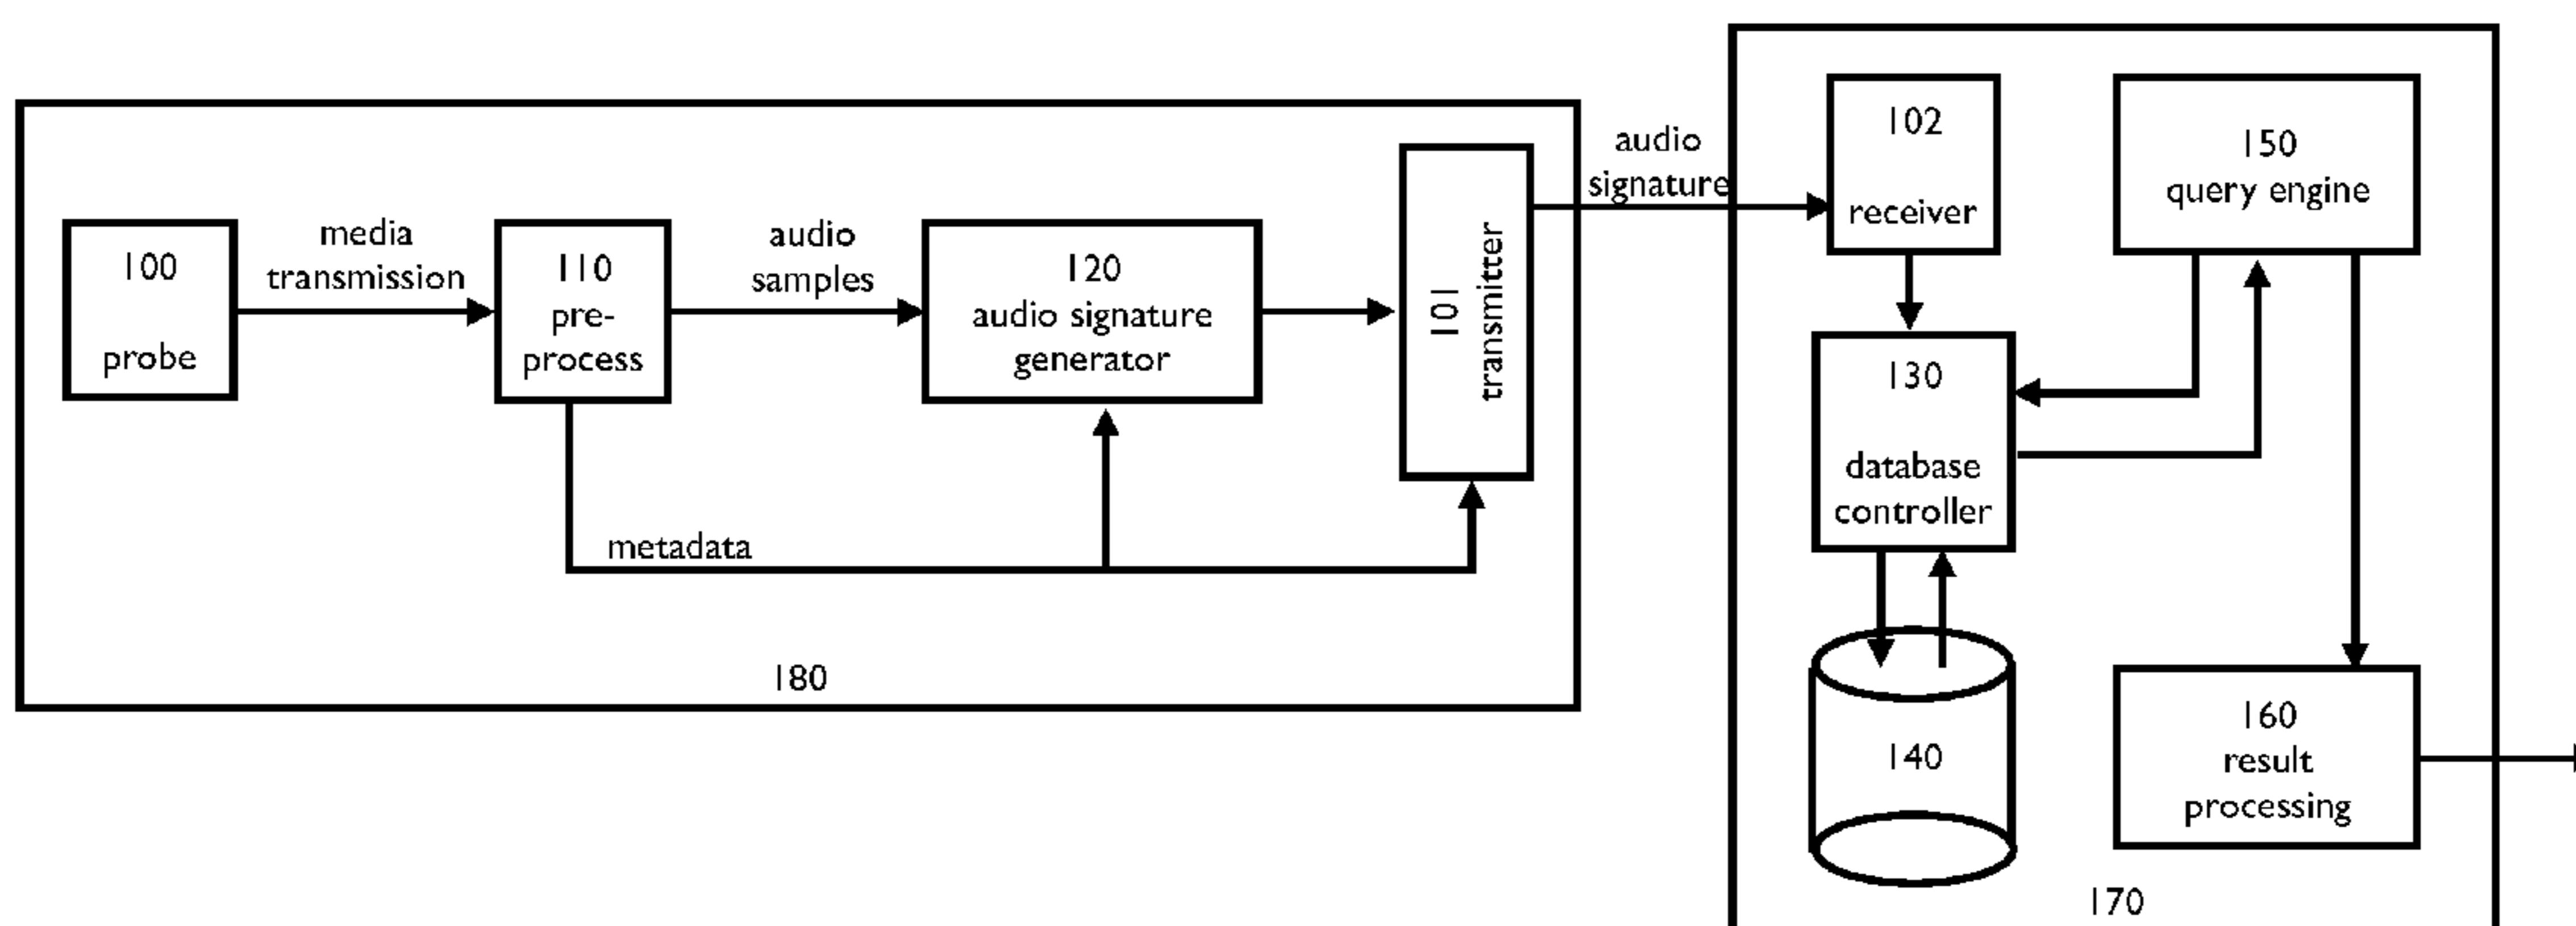 100
probe
media
transmission
110
pre-
process
audio
samples
120
audio signature
generator
101
transmitter
metadata
180
audio
signature
102
receiver
150
query engine
130
database
controller
140
160
result
processing
170